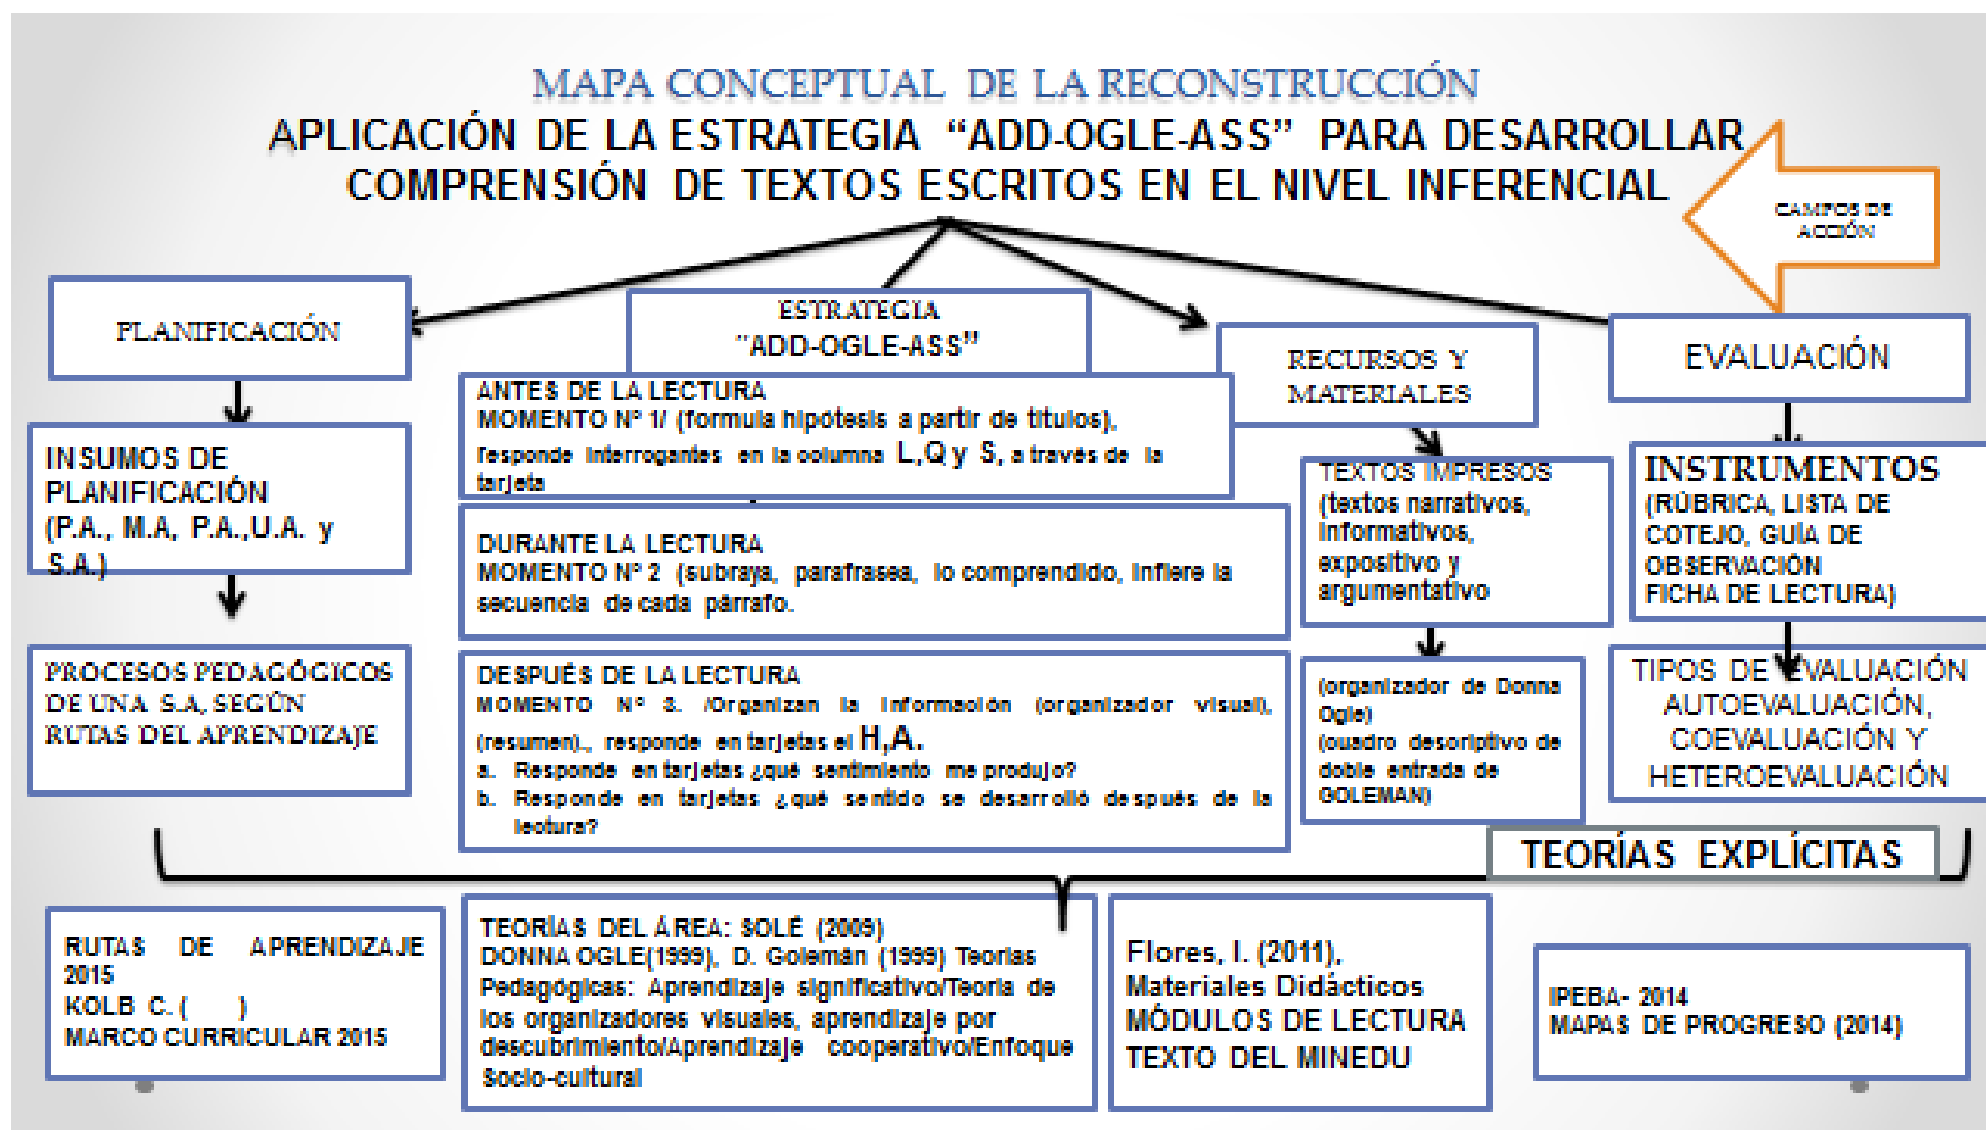 MAPA CONCEPTUAL DE LA RECONSTRUCCIÓN
APLICACIÓN DE LA ESTRATEGIA “ADD-OGLE-ASS” PARA DESARROLLAR
COMPRENSIÓN DE TEXTOS ESCRITOS EN EL NIVEL INFERENCIAL
CAMPOS DE
ACCIÓN
PLANIFICACIÓN
INSUMOS DE
PLANIFICACIÓN
(P.A., M.A, P.A.,U.A. y
S.A.)
PROCESOS PEDAGÓGICOS
DE UNA S.A, SEGÚN
RUTAS DEL APRENDIZAJE
ESTRATEGIA
“ADD-OGLE-ASS”
ANTES DE LA LECTURA
MOMENTO Nº 1/ (formula hipótesis a partir de títulos),
responde interrogantes en la columna L,Q y S, a través de la
tarjeta
DURANTE LA LECTURA
MOMENTO Nº 2 (subraya, parafrasea, lo comprendido, infiere la
secuencia de cada párrafo.
DESPUÉS DE LA LECTURA
MOMENTO Nº 3. /Organizan la información (organizador visual),
(resumen)., responde en tarjetas el H,A.
a. Responde en tarjetas ¿qué sentimiento me produjo?
b. Responde en tarjetas ¿qué sentido se desarrolló después de la
lectura?
RECURSOS Y
MATERIALES
TEXTOS IMPRESOS
(textos narrativos,
informativos,
expositivo y
argumentativo
(organizador de Donna
Ogle)
(cuadro descriptivo de
doble entrada de
GOLEMAN)
EVALUACIÓN
INSTRUMENTOS
(RÚBRICA, LISTA DE
COTEJO, GUÍA DE
OBSERVACIÓN
FICHA DE LECTURA)
TIPOS DE EVALUACIÓN
AUTOEVALUACIÓN,
COEVALUACIÓN Y
HETEROEVALUACIÓN
TEORÍAS EXPLÍCITAS
RUTAS DE APRENDIZAJE
2015
KOLB C. ( )
MARCO CURRICULAR 2015
TEORÍAS DEL ÁREA: SOLÉ (2009)
DONNA OGLE(1999), D. Golemán (1999) Teorías
Pedagógicas: Aprendizaje significativo/Teoría de
los organizadores visuales, aprendizaje por
descubrimiento/Aprendizaje cooperativo/Enfoque
Socio-cultural
Flores, I. (2011),
Materiales Didácticos
MÓDULOS DE LECTURA
TEXTO DEL MINEDU
IPEBA- 2014
MAPAS DE PROGRESO (2014)